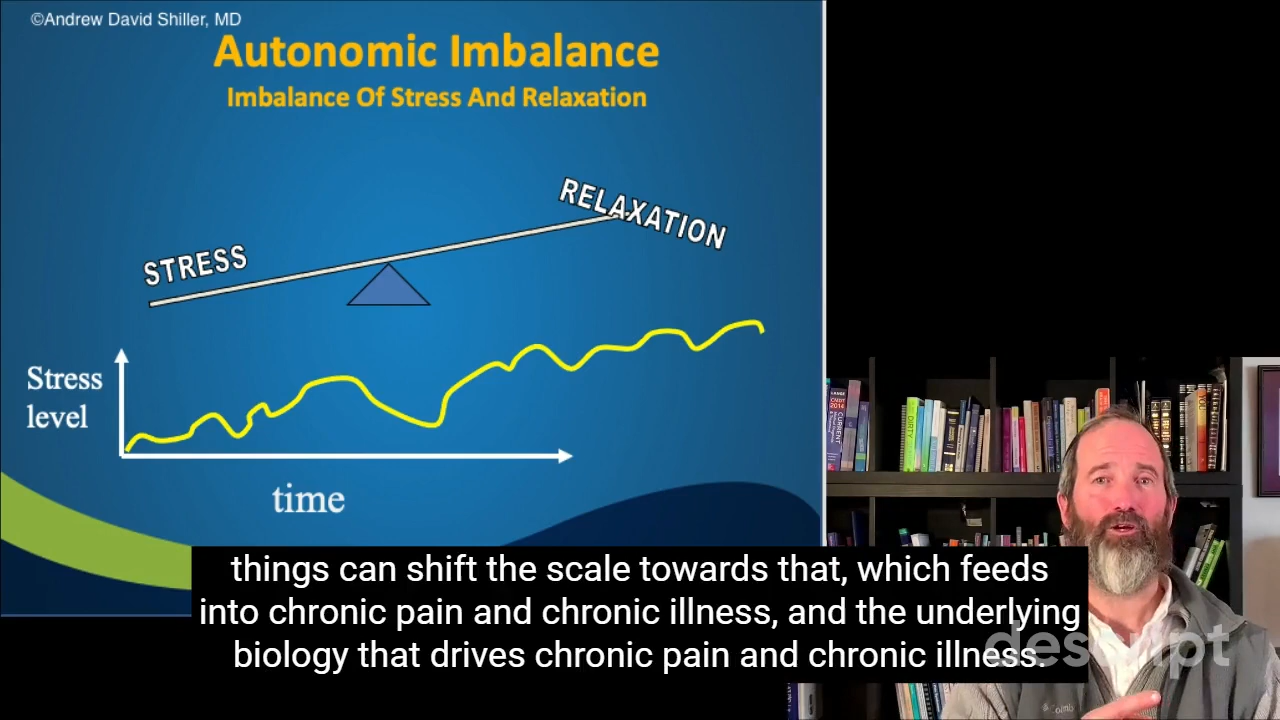 ©Andrew David Shiller, MD
Autonomic Imbalance
Imbalance Of Stress And Relaxation
STRESS
RELAXATION
Stress
level
time
things can shift the scale towards that, which feeds
into chronic pain and chronic illness, and the underlying
biology that drives chronic pain and chronic illness.
descript
CURRENT
2014